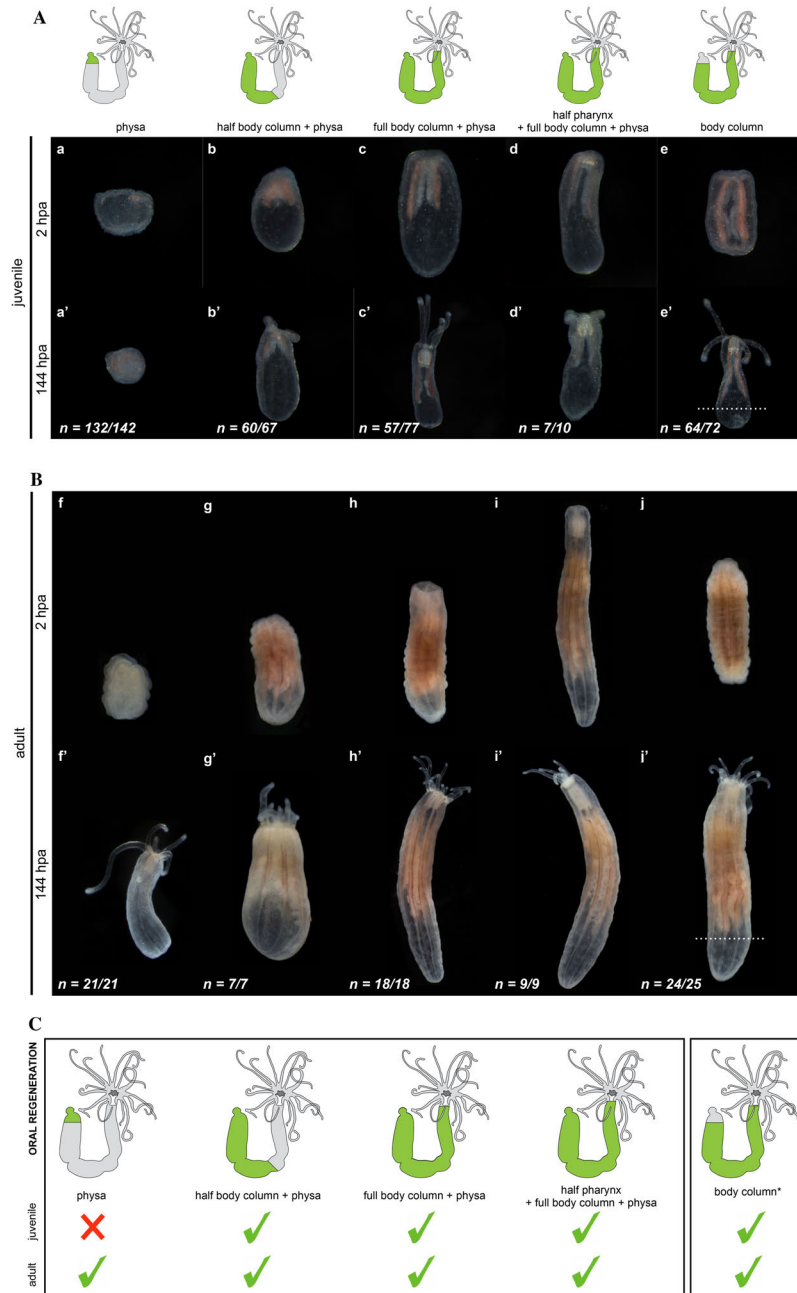 A
physa
half body column + physa
full body column + physa
half pharynx
+ full body column + physa
body column
juvenile
2 hpa
a
b
c
d
e
144 hpa
a’
b’
c’
d’
e’
n = 132/142
n = 60/67
n = 57/77
n = 7/10
n = 64/72
B
adult
2 hpa
f
g
h
i
j
144 hpa
f’
g’
h’
i’
j’
n = 21/21
n = 7/7
n = 18/18
n = 9/9
n = 24/25
C
ORAL REGENERATION
physa
half body column + physa
full body column + physa
half pharynx
+ full body column + physa
body column*
juvenile
adult